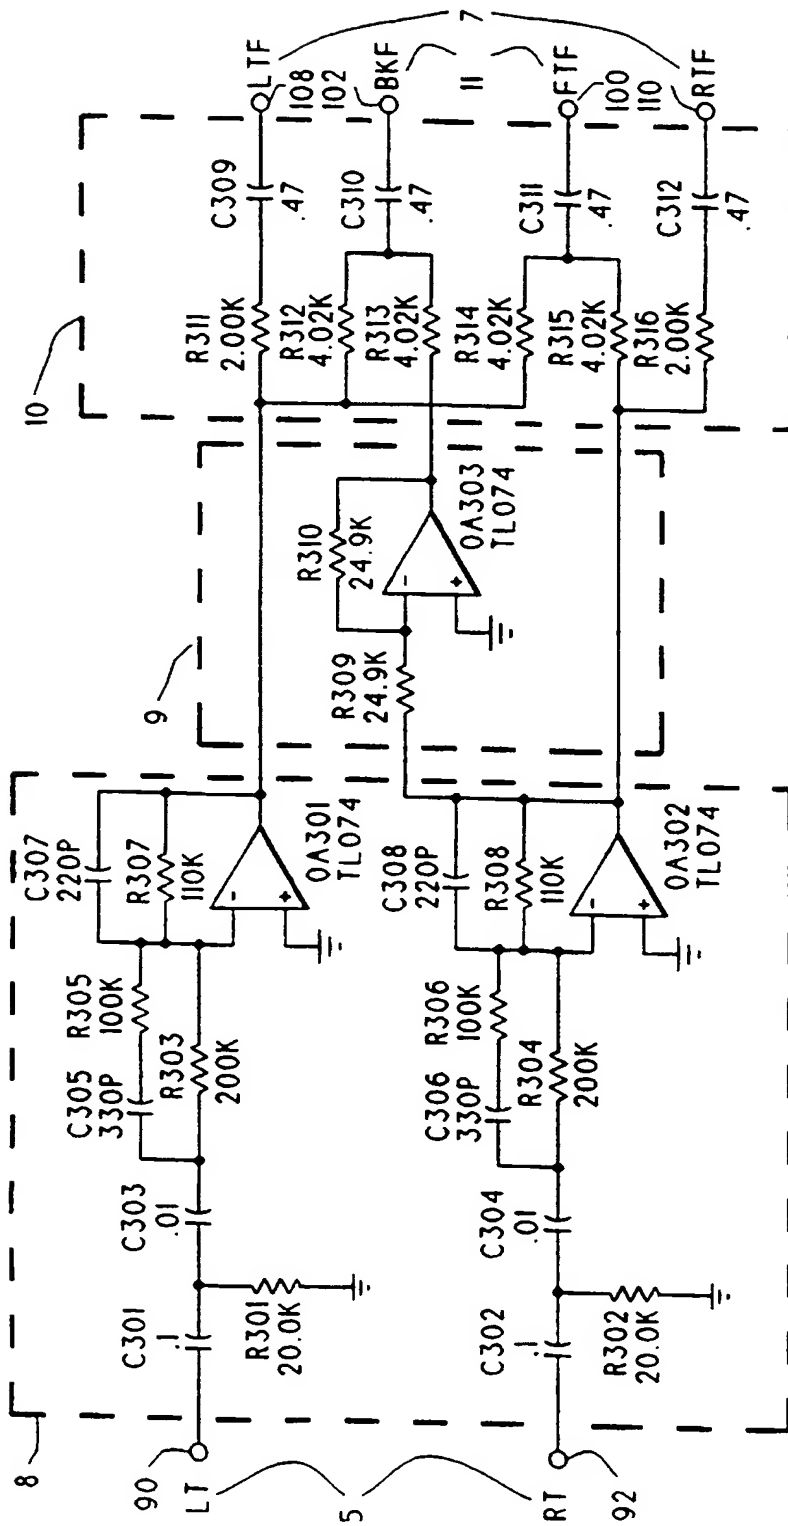 8
90
LT
5
RT
92
C301
.1
R301
20.0K
C303
.01
C305
330P
R305
100K
R303
200K
C307
220P
R307
110K
-
+
OA301
TL074
C302
.1
R302
20.0K
C304
.01
C306
330P
R306
100K
R304
200K
C308
220P
R308
110K
-
+
OA302
TL074
9
R309
24.9K
R310
24.9K
-
+
OA303
TL074
10
R311
2.00K
R312
4.02K
R313
4.02K
R314
4.02K
R315
4.02K
R316
2.00K
C309
.47
C310
.47
C311
.47
C312
.47
LTF
108
102
BKF
7
11
FTF
100
110
RTF